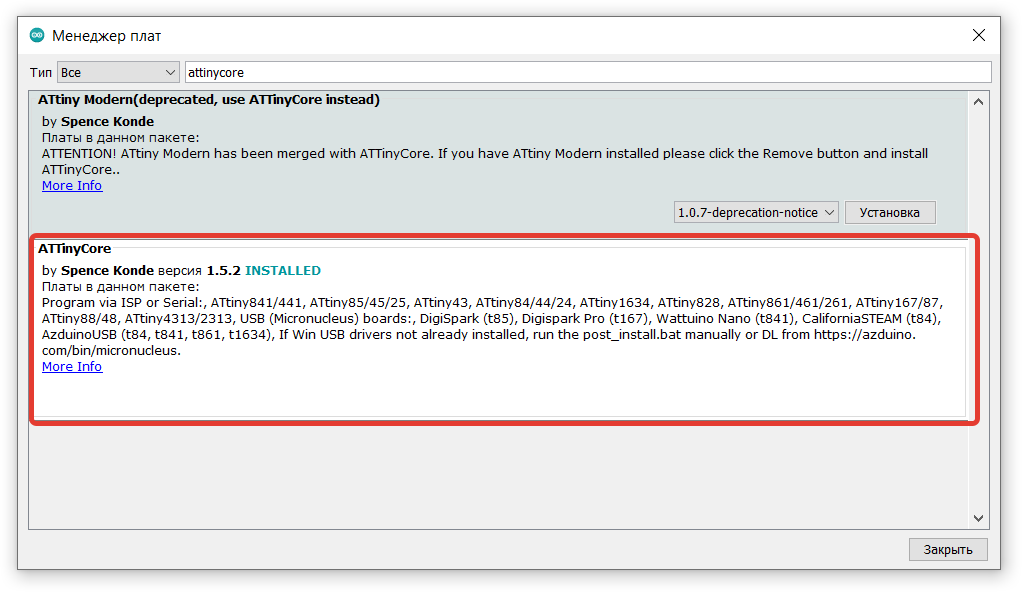 Менеджер плат
Тип Все attinycore
ATtiny Modern(deprecated, use ATTinyCore instead)
by Spence Konde
Платы в данном пакете:
ATTENTION! ATtiny Modern has been merged with ATTinyCore. If you have ATtiny Modern installed please click the Remove button and install
ATTinyCore..
More Info
1.0.7-deprecation-notice Установка
ATTinyCore
by Spence Konde версия 1.5.2 INSTALLED
Платы в данном пакете:
Program via ISP or Serial:, ATtiny841/441, ATtiny85/45/25, ATtiny43, ATtiny84/44/24, ATtiny1634, ATtiny828, ATtiny861/461/261, ATtiny167/87,
ATtiny88/48, ATtiny4313/2313, USB (Micronucleus) boards:, DigiSpark (t85), Digispark Pro (t167), Wattuino Nano (t841), CaliforniaSTEAM (t84),
AzduinoUSB (t84, t841, t861, t1634), If Win USB drivers not already installed, run the post_install.bat manually or DL from https://azduino.
com/bin/micronucleus.
More Info
Закрыть